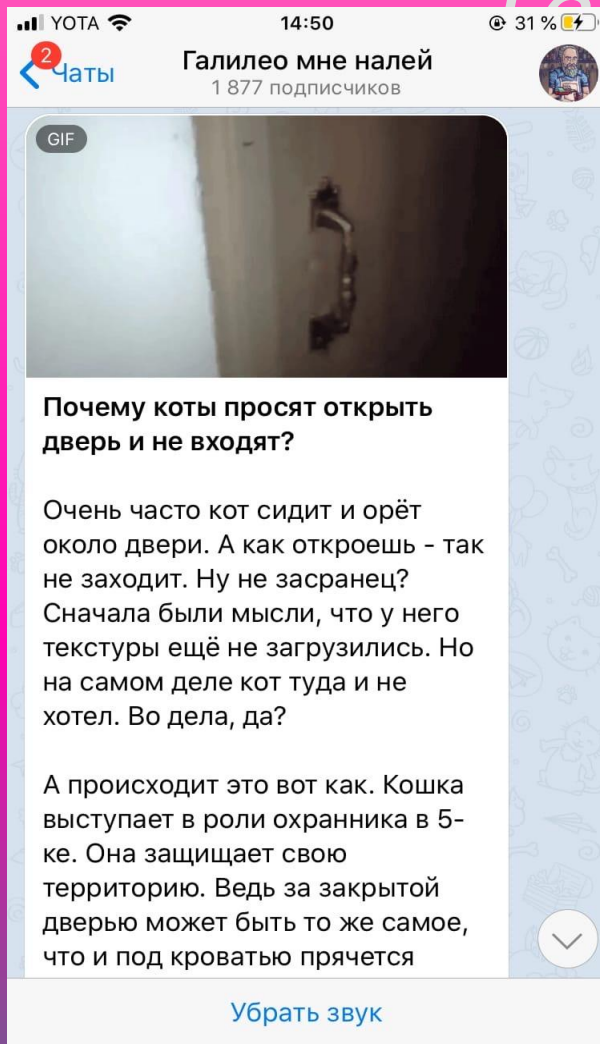 YOTA
14:50
31 %
2
Чаты
Галилео мне налей
1 877 подписчиков
GIF
Почему коты просят открыть
дверь и не входят?
Очень часто кот сидит и орёт
около двери. А как откроешь - так
не заходит. Ну не засранец?
Сначала были мысли, что у него
текстуры ещё не загрузились. Но
на самом деле кот туда и не
хотел. Во дела, да?
А происходит это вот как. Кошка
выступает в роли охранника в 5-
ке. Она защищает свою
территорию. Ведь за закрытой
дверью может быть то же самое,
что и под кроватью прячется
Убрать звук